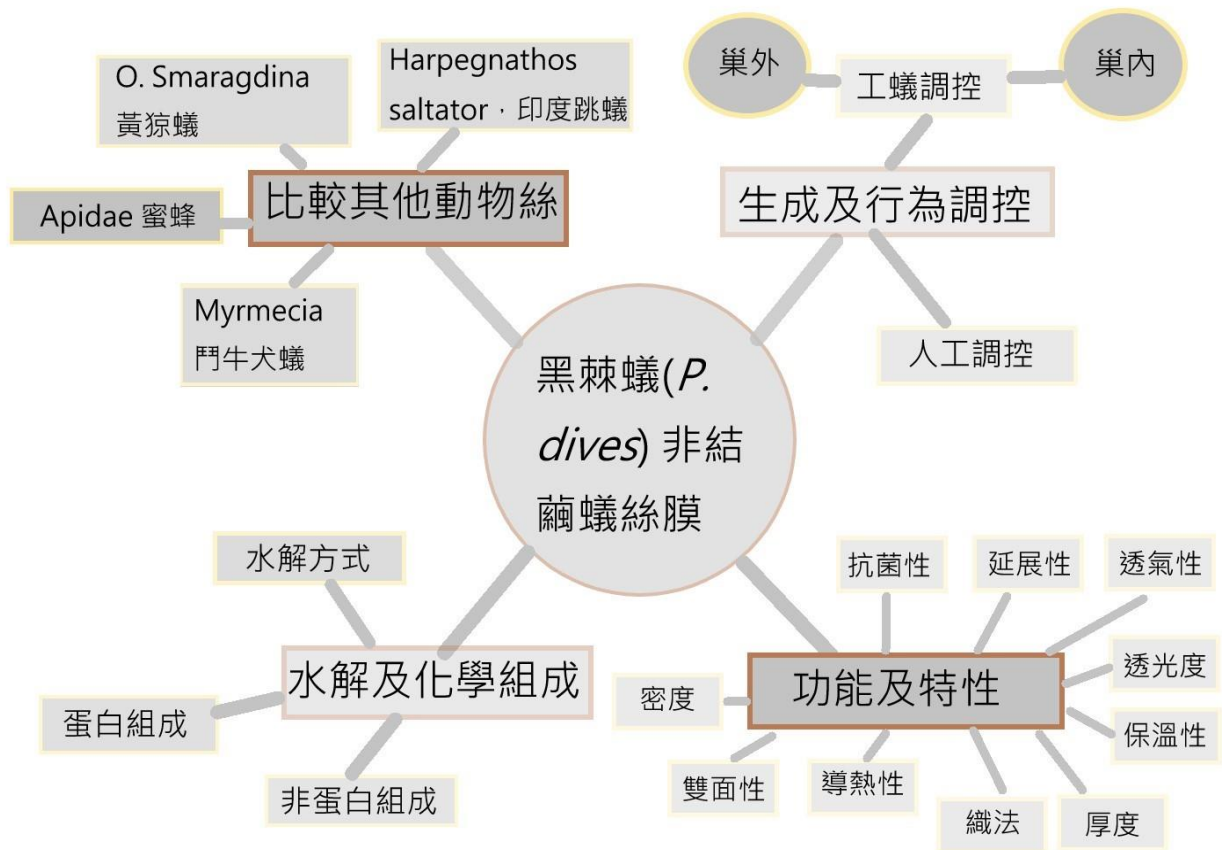 O. Smaragdina
黃猄蟻
Harpegnathos
saltator，印度跳蟻
Apidae 蜜蜂
比較其他動物絲
Myrmecia
鬥牛犬蟻
巢外
工蟻調控
巢內
生成及行為調控
人工調控
黑棘蟻(P.
dives) 非結
繭蟻絲膜
水解方式
水解及化學組成
蛋白組成
非蛋白組成
抗菌性
延展性
透氣性
密度
功能及特性
透光度
保溫性
雙面性
導熱性
織法
厚度